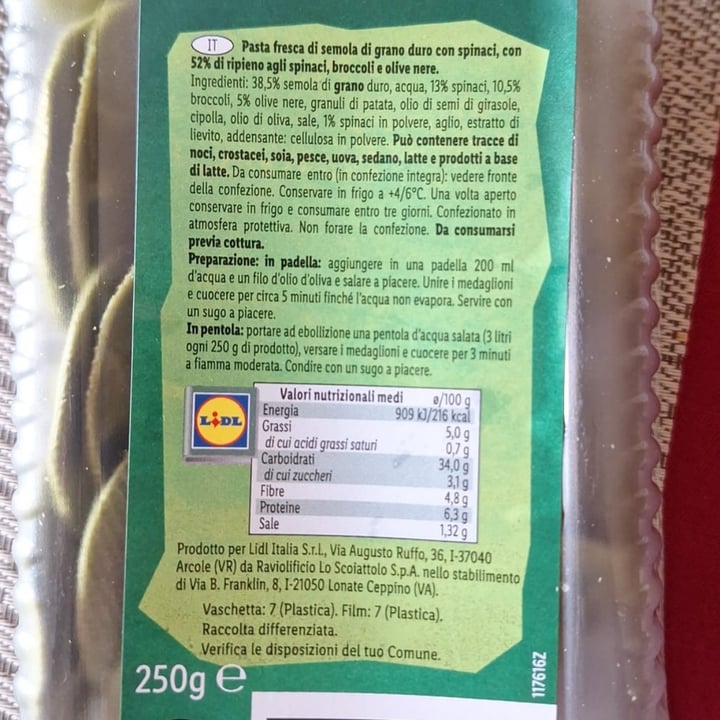 IT Pasta fresca di semola di grano duro con spinaci, con
52% di ripieno agli spinaci, broccoli e olive nere.
Ingredienti: 38,5% semola di grano duro, acqua, 13% spinaci, 10,5%
broccoli, 5% olive nere, granuli di patata, olio di semi di girasole,
cipolla, olio di oliva, sale, 1% spinaci in polvere, aglio, estratto di
lievito, addensante: cellulosa in polvere. Può contenere tracce di
noci, crostacei, soia, pesce, uova, sedano, latte e prodotti a base
di latte. Da consumare entro (in confezione integra): vedere fronte
della confezione. Conservare in frigo a +4/6°C. Una volta aperto
conservare in frigo e consumare entro tre giorni. Confezionato in
atmosfera protettiva. Non forare la confezione. Da consumarsi
previa cottura.
Preparazione: in padella: aggiungere in una padella 200 ml
d'acqua e un filo d'olio d'oliva e salare a placere. Unire i medaglioni
e cuocere per circa 5 minuti finché l'acqua non evapora. Servire con
un sugo a piacere.
In pentola: portare ad ebollizione una pentola d'acqua salata (3 litri
ogni 250 g di prodotto), versare i medaglioni e cuocere per 3 minuti
a fiamma moderata. Condire con un sugo a piacere.
LIDL
Valori nutrizionali medi ø/100 g
Energia 909 kJ/216 kcal
Grassi 5,0 g
di cui acidi grassi saturi 0,7 g
Carboidrati 34,0 g
di cui zuccheri 3,1 g
Fibre 4,8 g
Proteine 6,3 g
Sale 1,32 g
Prodotto per Lidl Italia S.r.l., Via Augusto Ruffo, 36, I-37040
Arcole (VR) da Raviolificio Lo Scoiattolo S.p.A. nello stabilimento
di Via B. Franklin, 8, I-21050 Lonate Ceppino (VA).
Vaschetta: 7 (Plastica). Film: 7 (Plastica).
Raccolta differenziata.
Verifica le disposizioni del tuo Comune.
250g e
117616Z